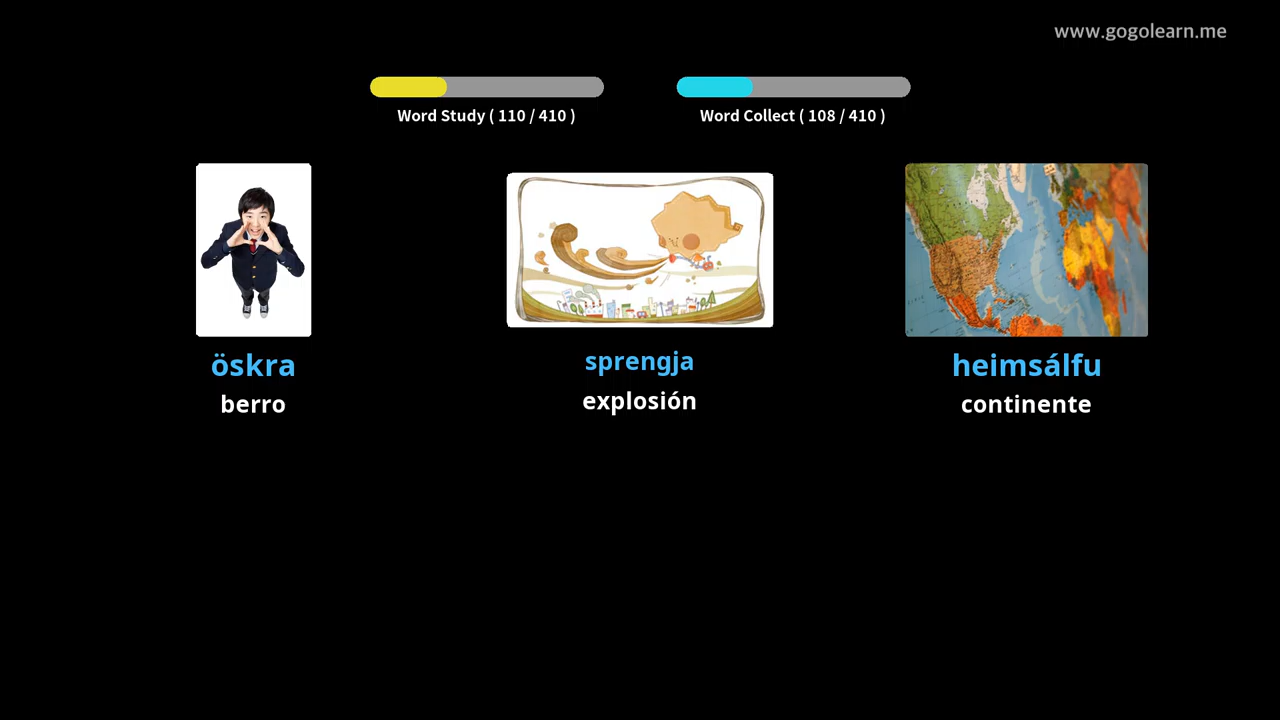 www.gogolearn.me
Word Study ( 110 / 410 )
Word Collect ( 108 / 410 )
öskra
berro
sprengja
explosión
heimsálfu
continente